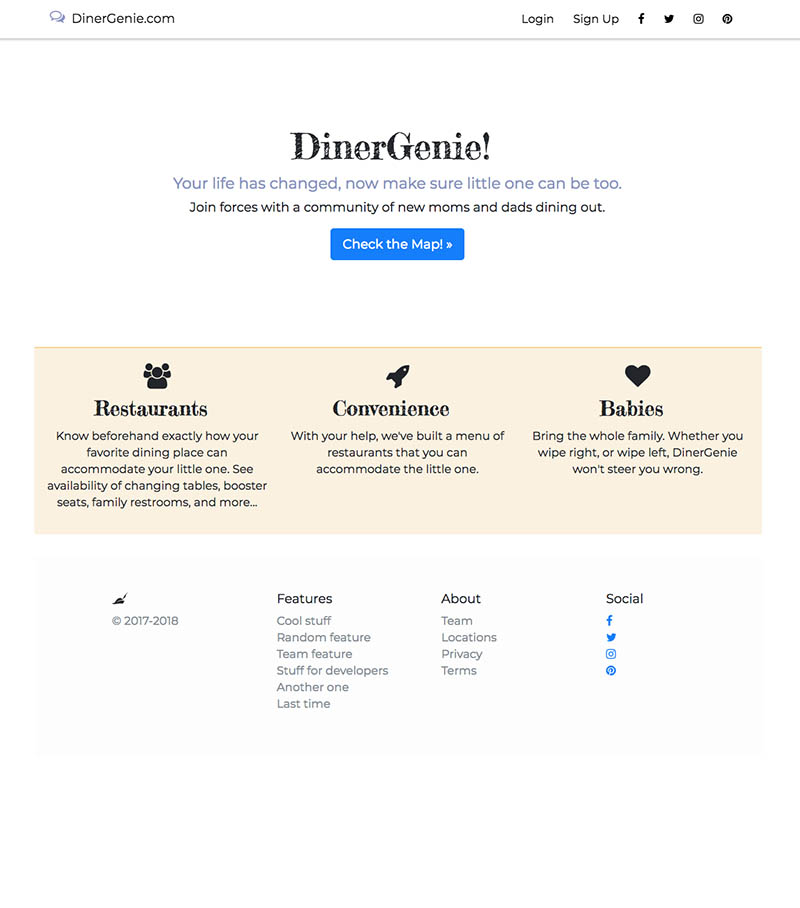 DinerGenie.com
Login Sign Up
DinerGenie!
Your life has changed, now make sure little one can be too.
Join forces with a community of new moms and dads dining out.
Check the Map! »
Restaurants
Know beforehand exactly how your
favorite dining place can
accommodate your little one. See
availability of changing tables, booster
seats, family restrooms, and more...
Convenience
With your help, we've built a menu of
restaurants that you can
accommodate the little one.
Babies
Bring the whole family. Whether you
wipe right, or wipe left, DinerGenie
won't steer you wrong.
© 2017-2018
Features
Cool stuff
Random feature
Team feature
Stuff for developers
Another one
Last time
About
Team
Locations
Privacy
Terms
Social